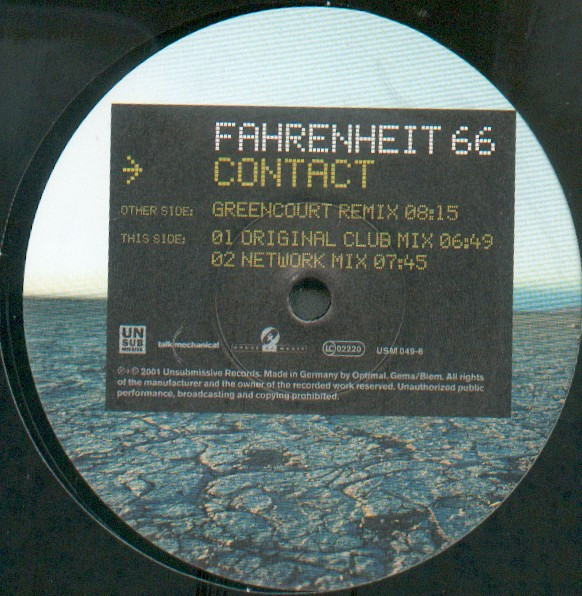 FAHRENHEIT 66
CONTACT
OTHER SIDE: GREENCOURT REMIX 08:15
THIS SIDE: 01 ORIGINAL CLUB MIX 06:49
02 NETWORK MIX 07:45
UN
SUB
MISSIVE
talk mechanical
LC 02220
USM 049-6
℗+© 2001 Unsubmissive Records. Made in Germany by Optimal. Gema/Biem. All rights
of the manufacturer and the owner of the recorded work reserved. Unauthorized public
performance, broadcasting and copying prohibited.